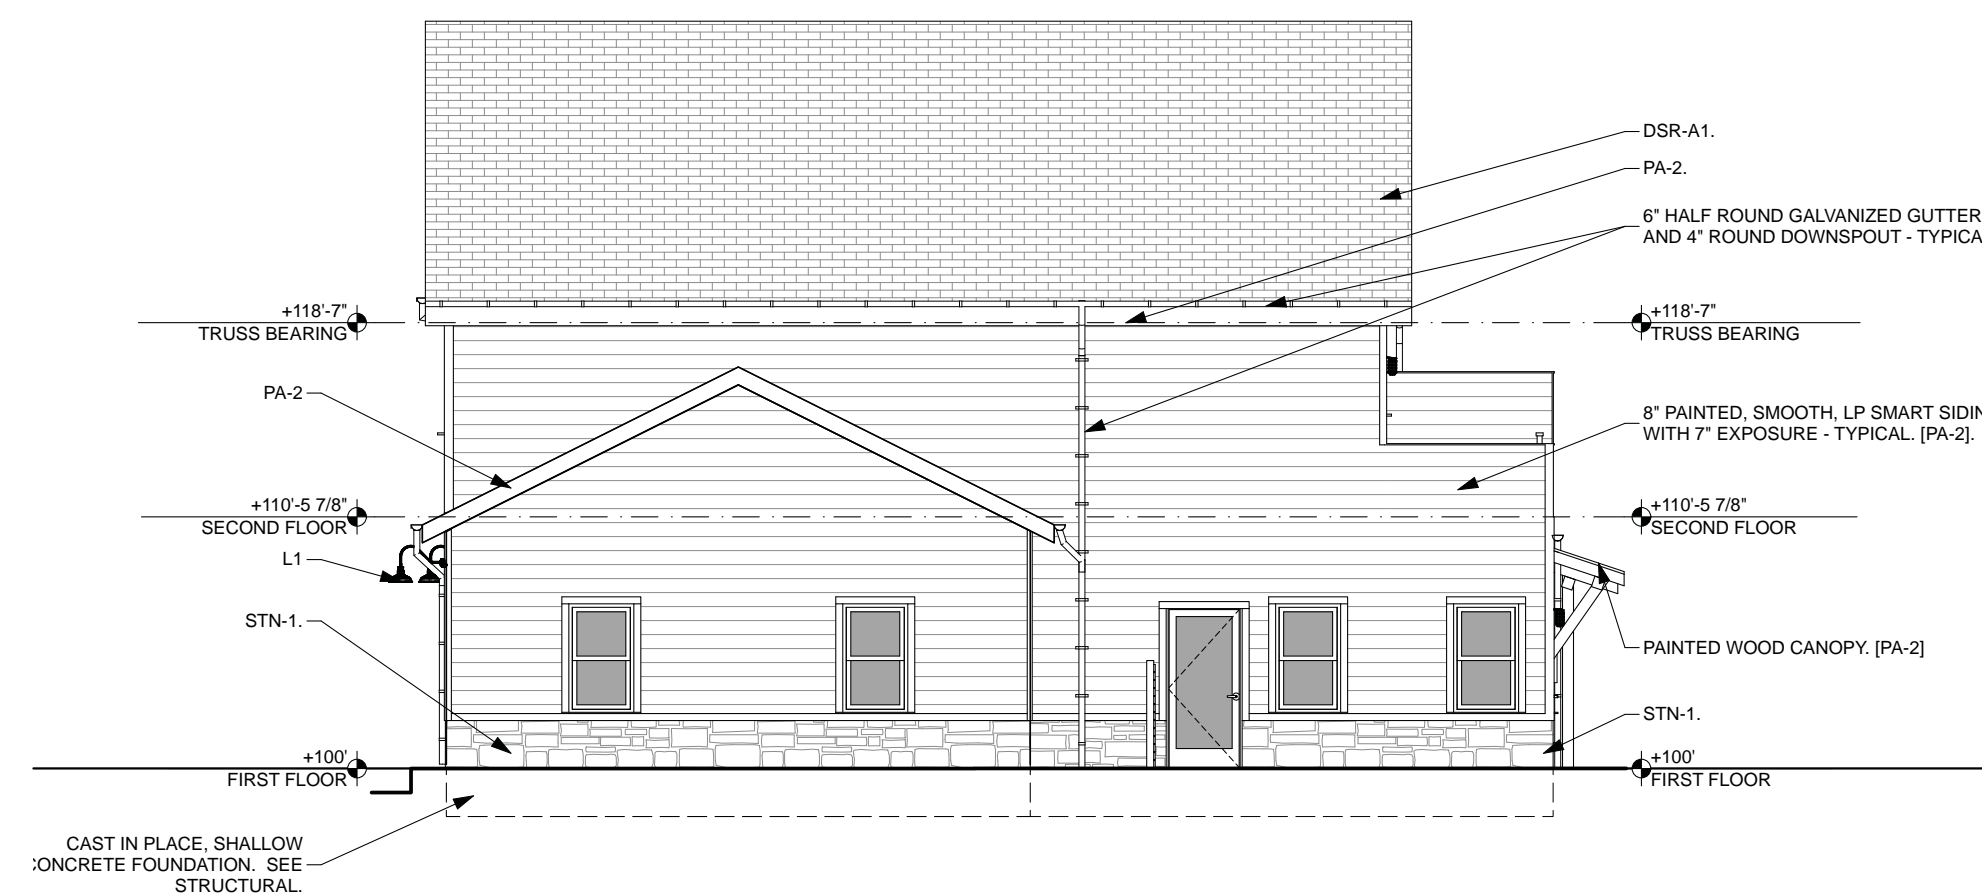 DSR-A1.
PA-2.
6" HALF ROUND GALVANIZED GUTTER
AND 4" ROUND DOWNSPOUT - TYPICA
+118'-7"
TRUSS BEARING
+118'-7"
TRUSS BEARING
PA-2
8" PAINTED, SMOOTH, LP SMART SIDIN
WITH 7" EXPOSURE - TYPICAL. [PA-2].
+110'-5 7/8"
SECOND FLOOR
+110'-5 7/8"
SECOND FLOOR
L1
STN-1.
PAINTED WOOD CANOPY. [PA-2]
STN-1.
+100'
FIRST FLOOR
+100'
FIRST FLOOR
CAST IN PLACE, SHALLOW
CONCRETE FOUNDATION.  SEE
STRUCTURAL.